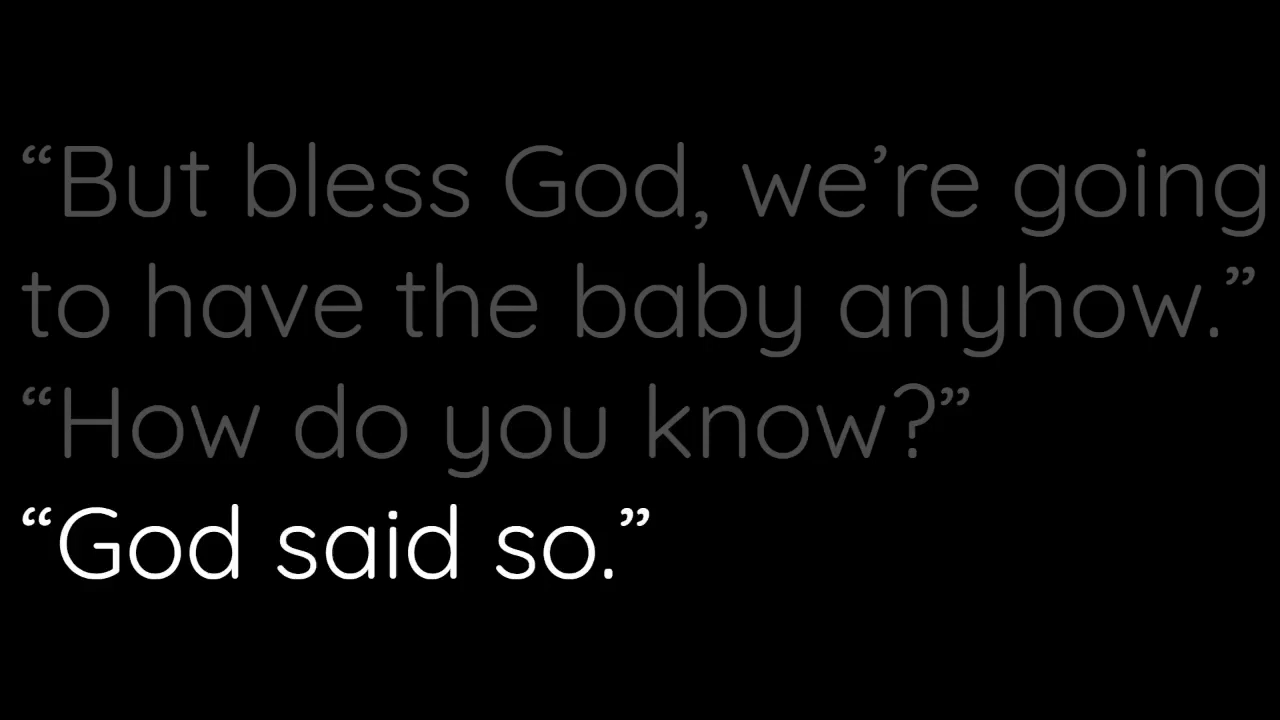 “But bless God, we’re going
to have the baby anyhow.”
“How do you know?”
“God said so.”